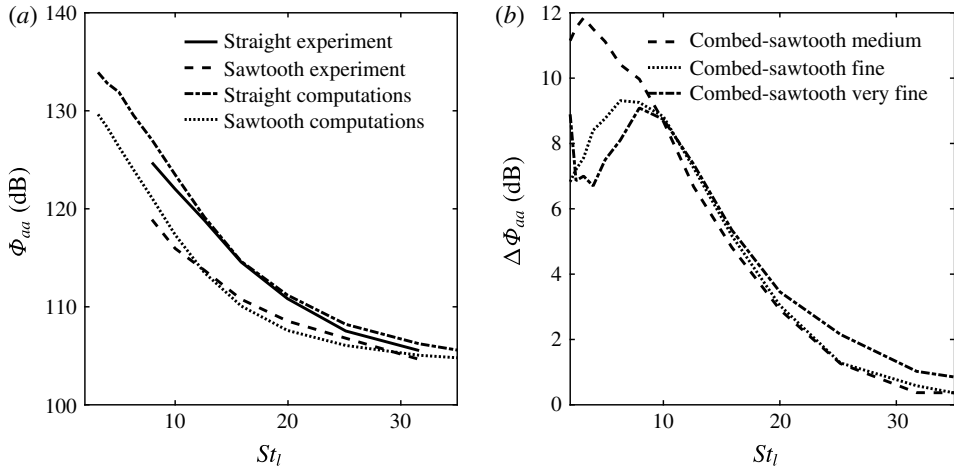 (a)
140
130
120
110
100
Φaa (dB)
Straight experiment
Sawtooth experiment
Straight computations
Sawtooth computations
10
20
30
Stl
(b)
12
10
8
6
4
2
0
ΔΦaa (dB)
Combed-sawtooth medium
Combed-sawtooth fine
Combed-sawtooth very fine
10
20
30
Stl